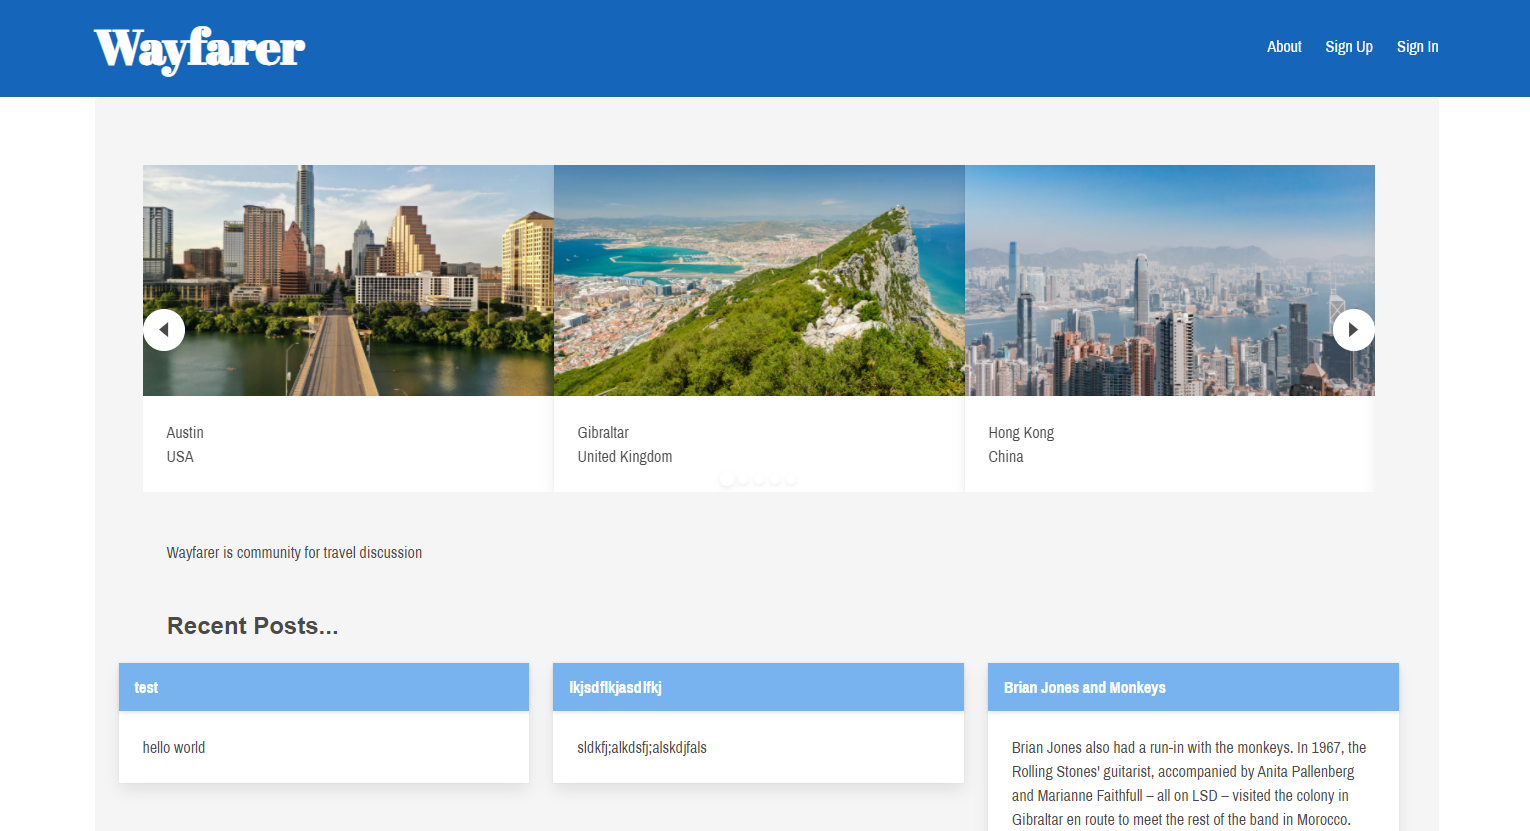 Wayfarer
About Sign Up Sign In
Austin
USA
Gibraltar
United Kingdom
Hong Kong
China
Wayfarer is community for travel discussion
Recent Posts...
test
hello world
lkjsdflkjasdlfkj
sldkfj;alkdsfj;alskdjfals
Brian Jones and Monkeys
Brian Jones also had a run-in with the monkeys. In 1967, the
Rolling Stones' guitarist, accompanied by Anita Pallenberg
and Marianne Faithfull – all on LSD – visited the colony in
Gibraltar en route to meet the rest of the band in Morocco.